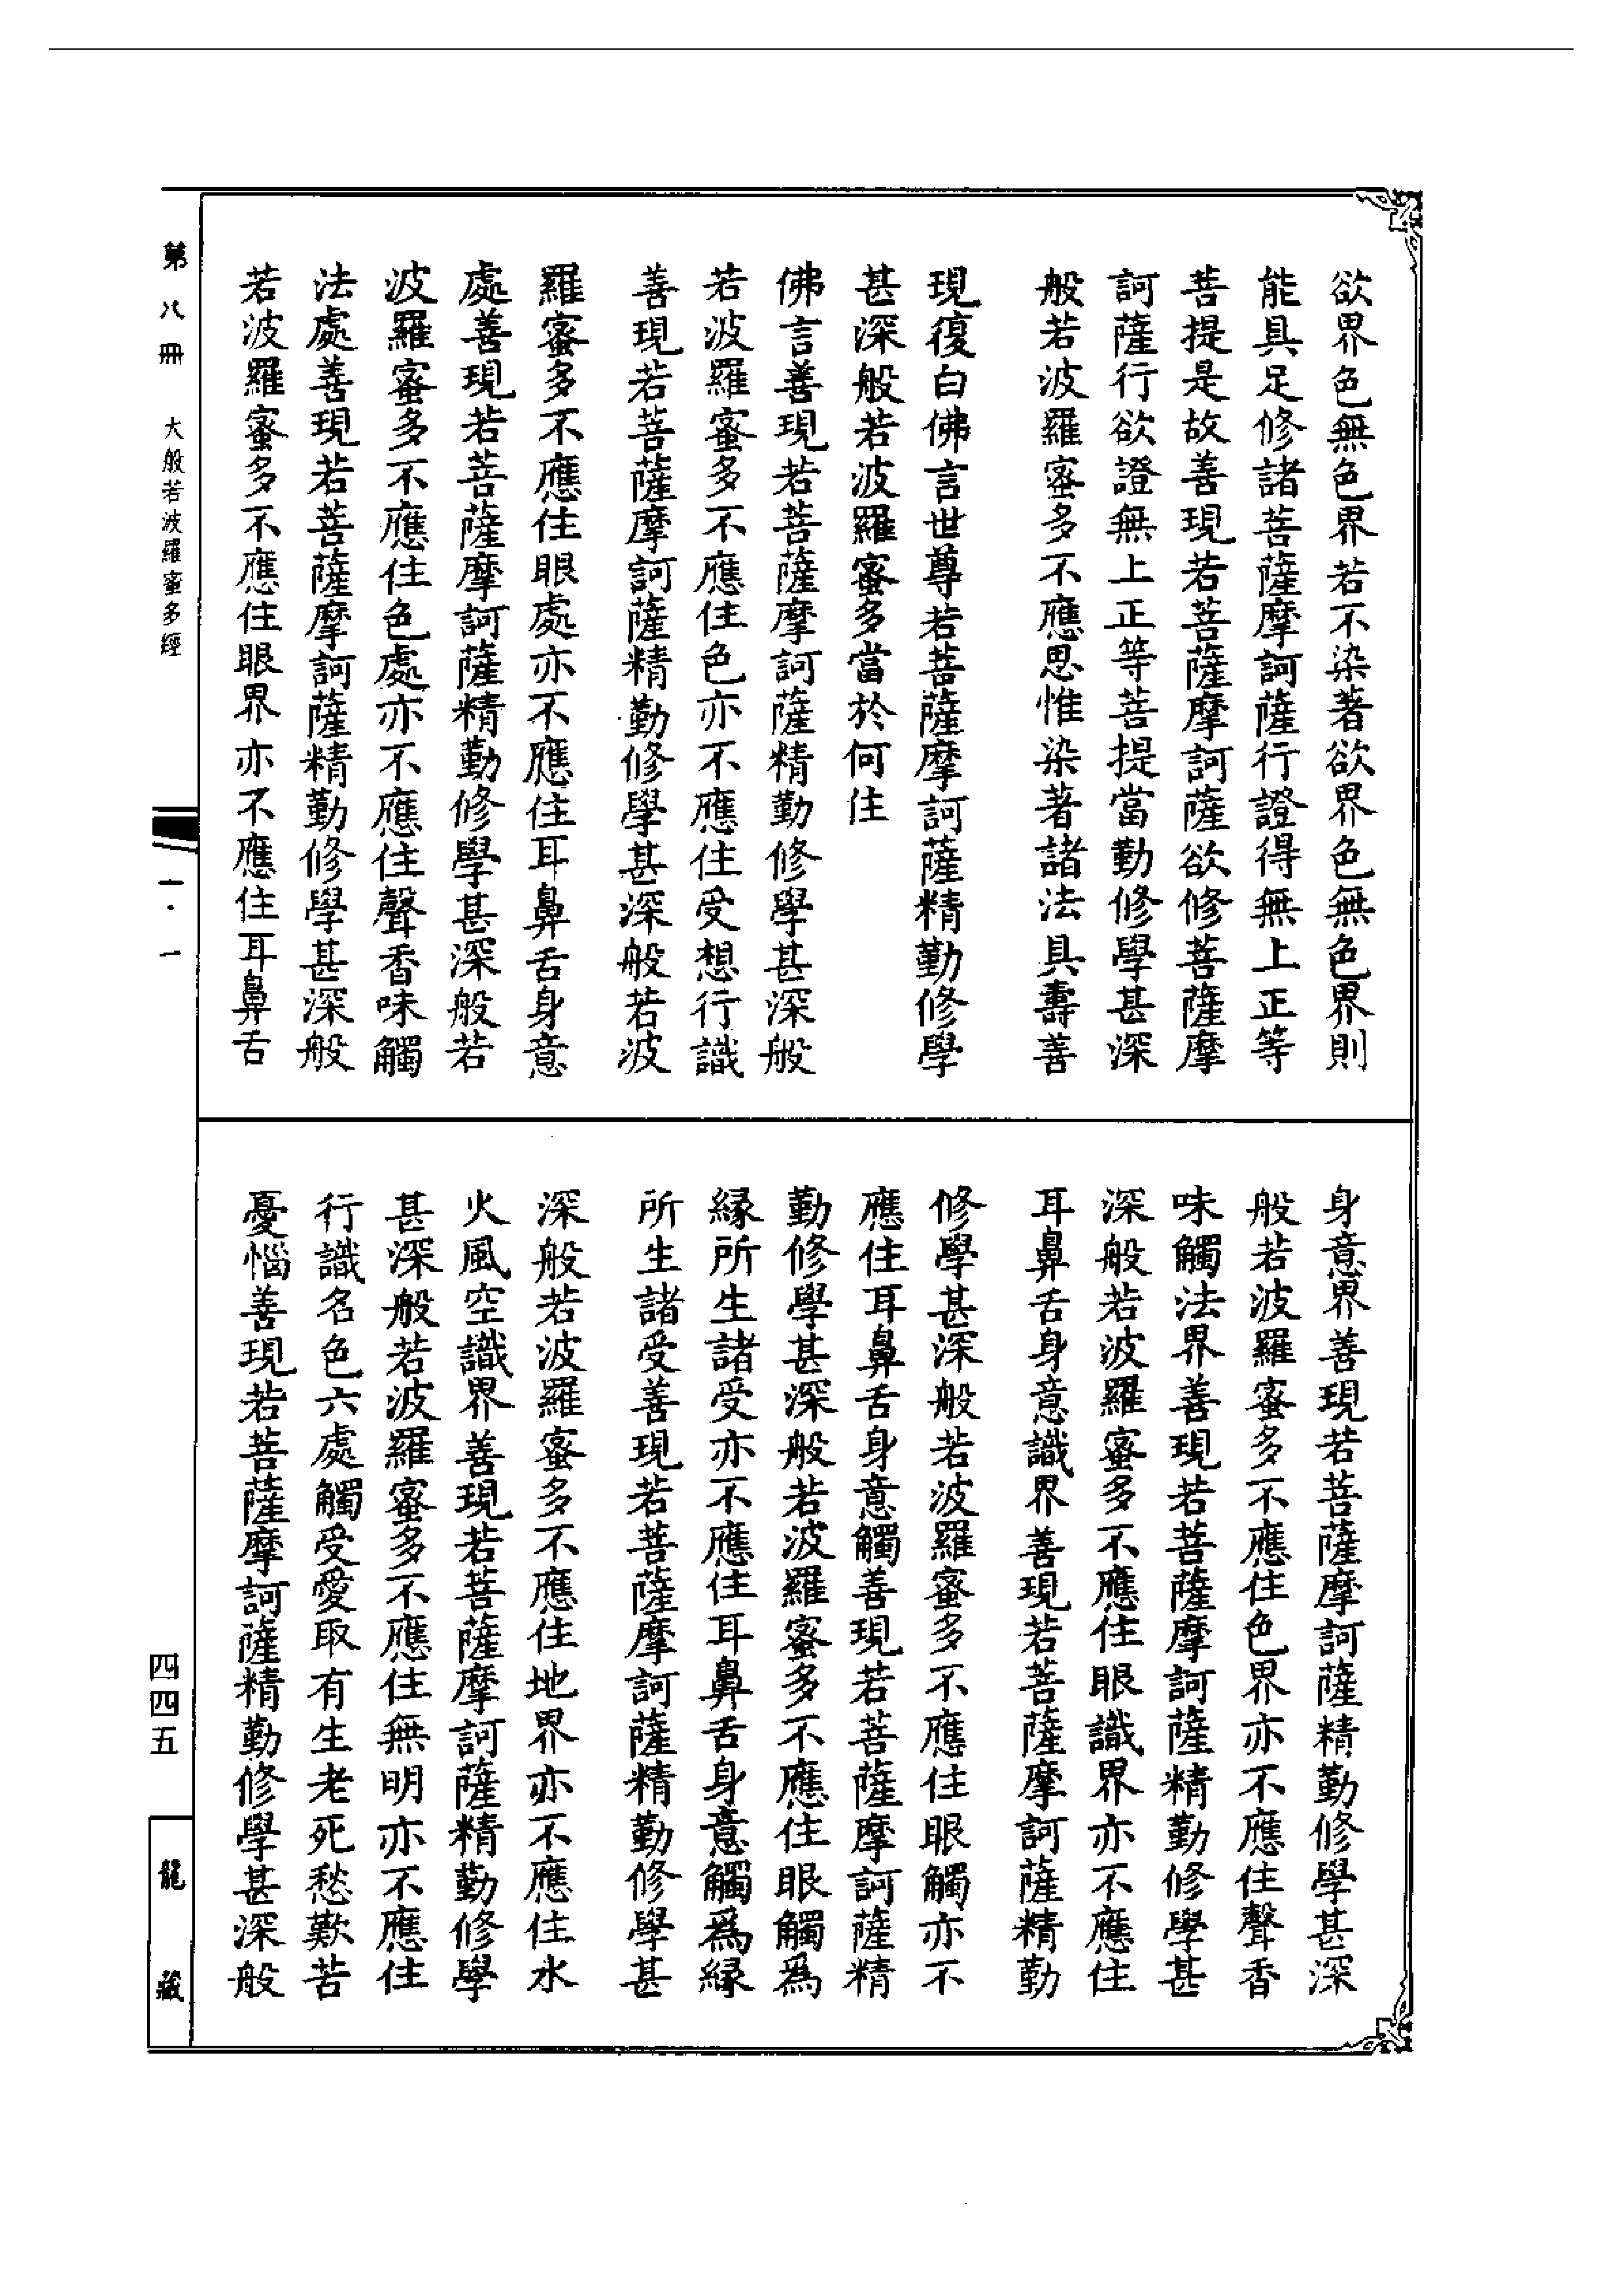 欲界色無色界若不染著欲界色無色界則
能具足修諸菩薩摩訶薩行證得無上正等
菩提是故善現若菩薩摩訶薩欲修菩薩摩
訶薩行欲證無上正等菩提當勤修學甚深
般若波羅蜜多不應思惟染著諸法具壽善
現復白佛言世尊若菩薩摩訶薩精勤修學
甚深般若波羅蜜多當於何住
佛言善現若菩薩摩訶薩精勤修學甚深般
若波羅蜜多不應住色亦不應住受想行識
善現若菩薩摩訶薩精勤修學甚深般若波
羅蜜多不應住眼處亦不應住耳鼻舌身意
處善現若菩薩摩訶薩精勤修學甚深般若
波羅蜜多不應住色處亦不應住聲香味觸
法處善現若菩薩摩訶薩精勤修學甚深般
若波羅蜜多不應住眼界亦不應住耳鼻舌
身意界善現若菩薩摩訶薩精勤修學甚深
般若波羅蜜多不應住色界亦不應住聲香
味觸法界善現若菩薩摩訶薩精勤修學甚
深般若波羅蜜多不應住眼識界亦不應住
耳鼻舌身意識界善現若菩薩摩訶薩精勤
修學甚深般若波羅蜜多不應住眼觸亦不
應住耳鼻舌身意觸善現若菩薩摩訶薩精
勤修學甚深般若波羅蜜多不應住眼觸爲
緣所生諸受亦不應住耳鼻舌身意觸爲緣
所生諸受善現若菩薩摩訶薩精勤修學甚
深般若波羅蜜多不應住地界亦不應住水
火風空識界善現若菩薩摩訶薩精勤修學
甚深般若波羅蜜多不應住無明亦不應住
行識名色六處觸受愛取有生老死愁歎苦
憂惱善現若菩薩摩訶薩精勤修學甚深般
第八冊 大般若波羅蜜多經 一·一
四四五
龍藏